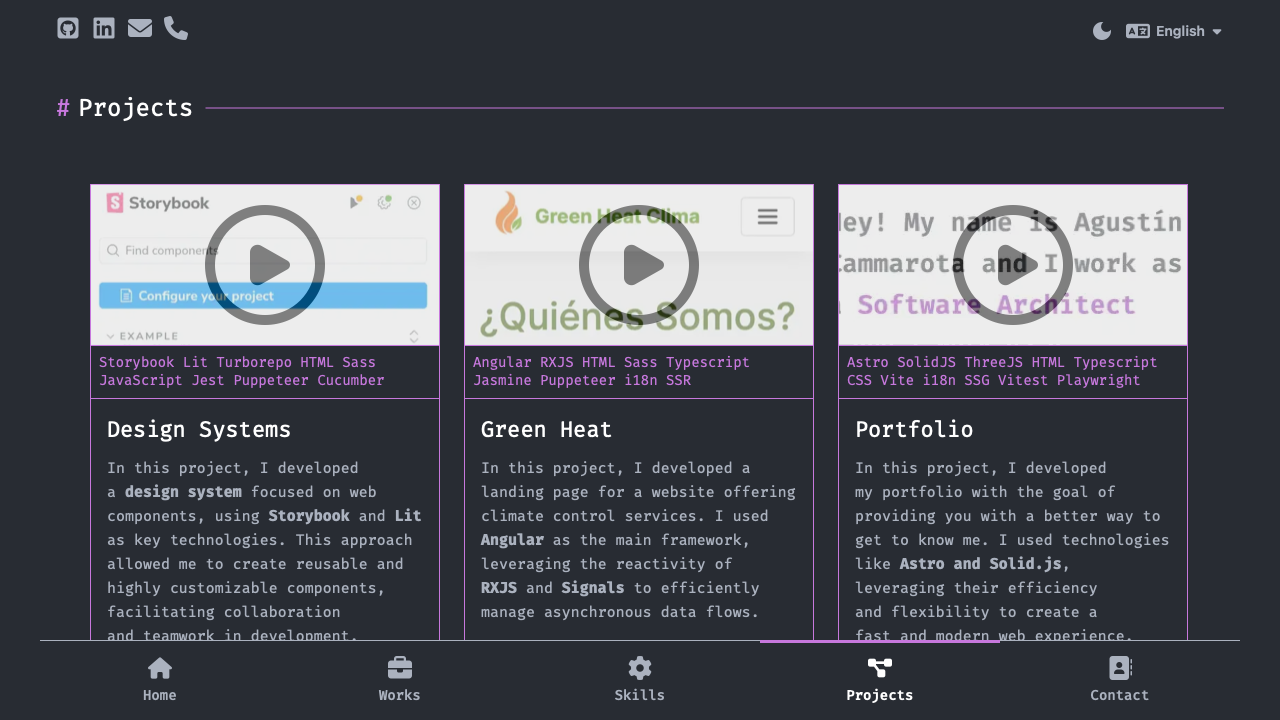 English
# Projects
Storybook
Find components
Configure your project
EXAMPLE
Storybook Lit Turborepo HTML Sass
JavaScript Jest Puppeteer Cucumber
Design Systems
In this project, I developed
a design system focused on web
components, using Storybook and Lit
as key technologies. This approach
allowed me to create reusable and
highly customizable components,
facilitating collaboration
and teamwork in development.
Green Heat Clima
¿Quiénes Somos?
Angular RXJS HTML Sass Typescript
Jasmine Puppeteer i18n SSR
Green Heat
In this project, I developed a
landing page for a website offering
climate control services. I used
Angular as the main framework,
leveraging the reactivity of
RXJS and Signals to efficiently
manage asynchronous data flows.
Hey! My name is Agustín
Cammarota and I work as
a Software Architect
Astro SolidJS ThreeJS HTML Typescript
CSS Vite i18n SSG Vitest Playwright
Portfolio
In this project, I developed
my portfolio with the goal of
providing you with a better way to
get to know me. I used technologies
like Astro and Solid.js,
leveraging their efficiency
and flexibility to create a
fast and modern web experience.
Home
Works
Skills
Projects
Contact